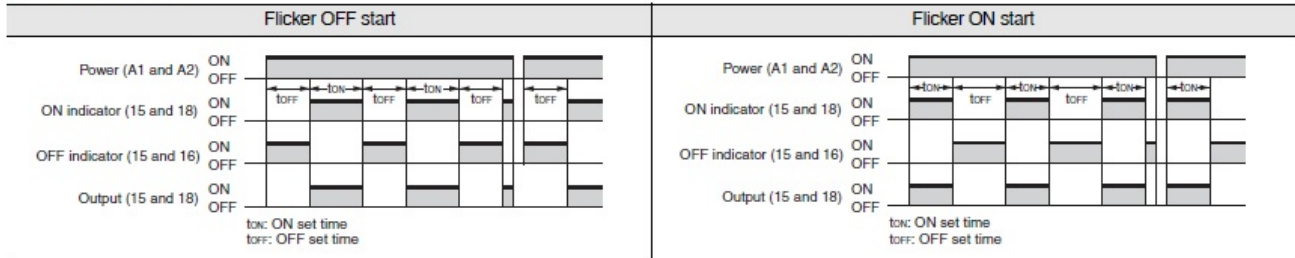 Flicker OFF start
Power (A1 and A2) ON
OFF
tOFF tON tOFF tON tOFF tOFF
ON indicator (15 and 18) ON
OFF
OFF indicator (15 and 16) ON
OFF
Output (15 and 18) ON
OFF
tON: ON set time
tOFF: OFF set time
Flicker ON start
Power (A1 and A2) ON
OFF
tON tOFF tON tOFF tON tON
ON indicator (15 and 18) ON
OFF
OFF indicator (15 and 16) ON
OFF
Output (15 and 18) ON
OFF
tON: ON set time
tOFF: OFF set time